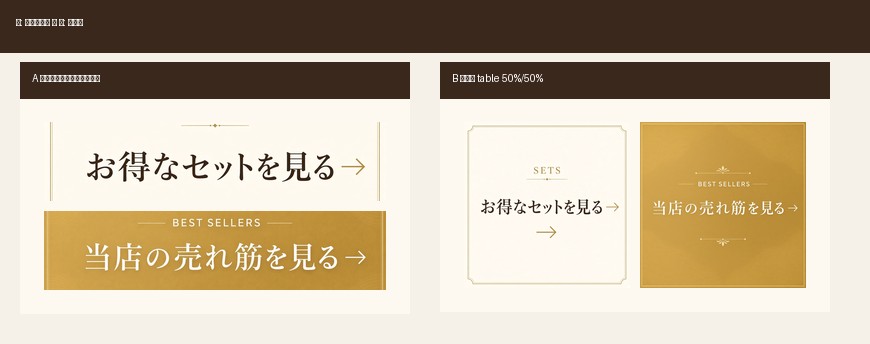 A
お得なセットを見る→
BEST SELLERS
当店の売れ筋を見る→
B table 50%/50%
SETS
お得なセットを見る→
→
BEST SELLERS
当店の売れ筋を見る→